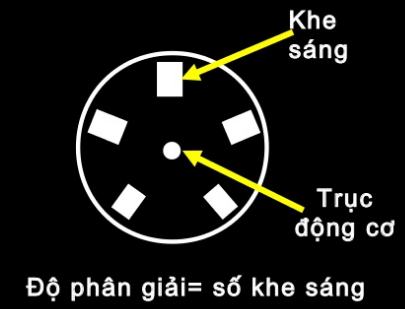 Khe
sáng
Trục
động cơ
Độ phân giải= số khe sáng